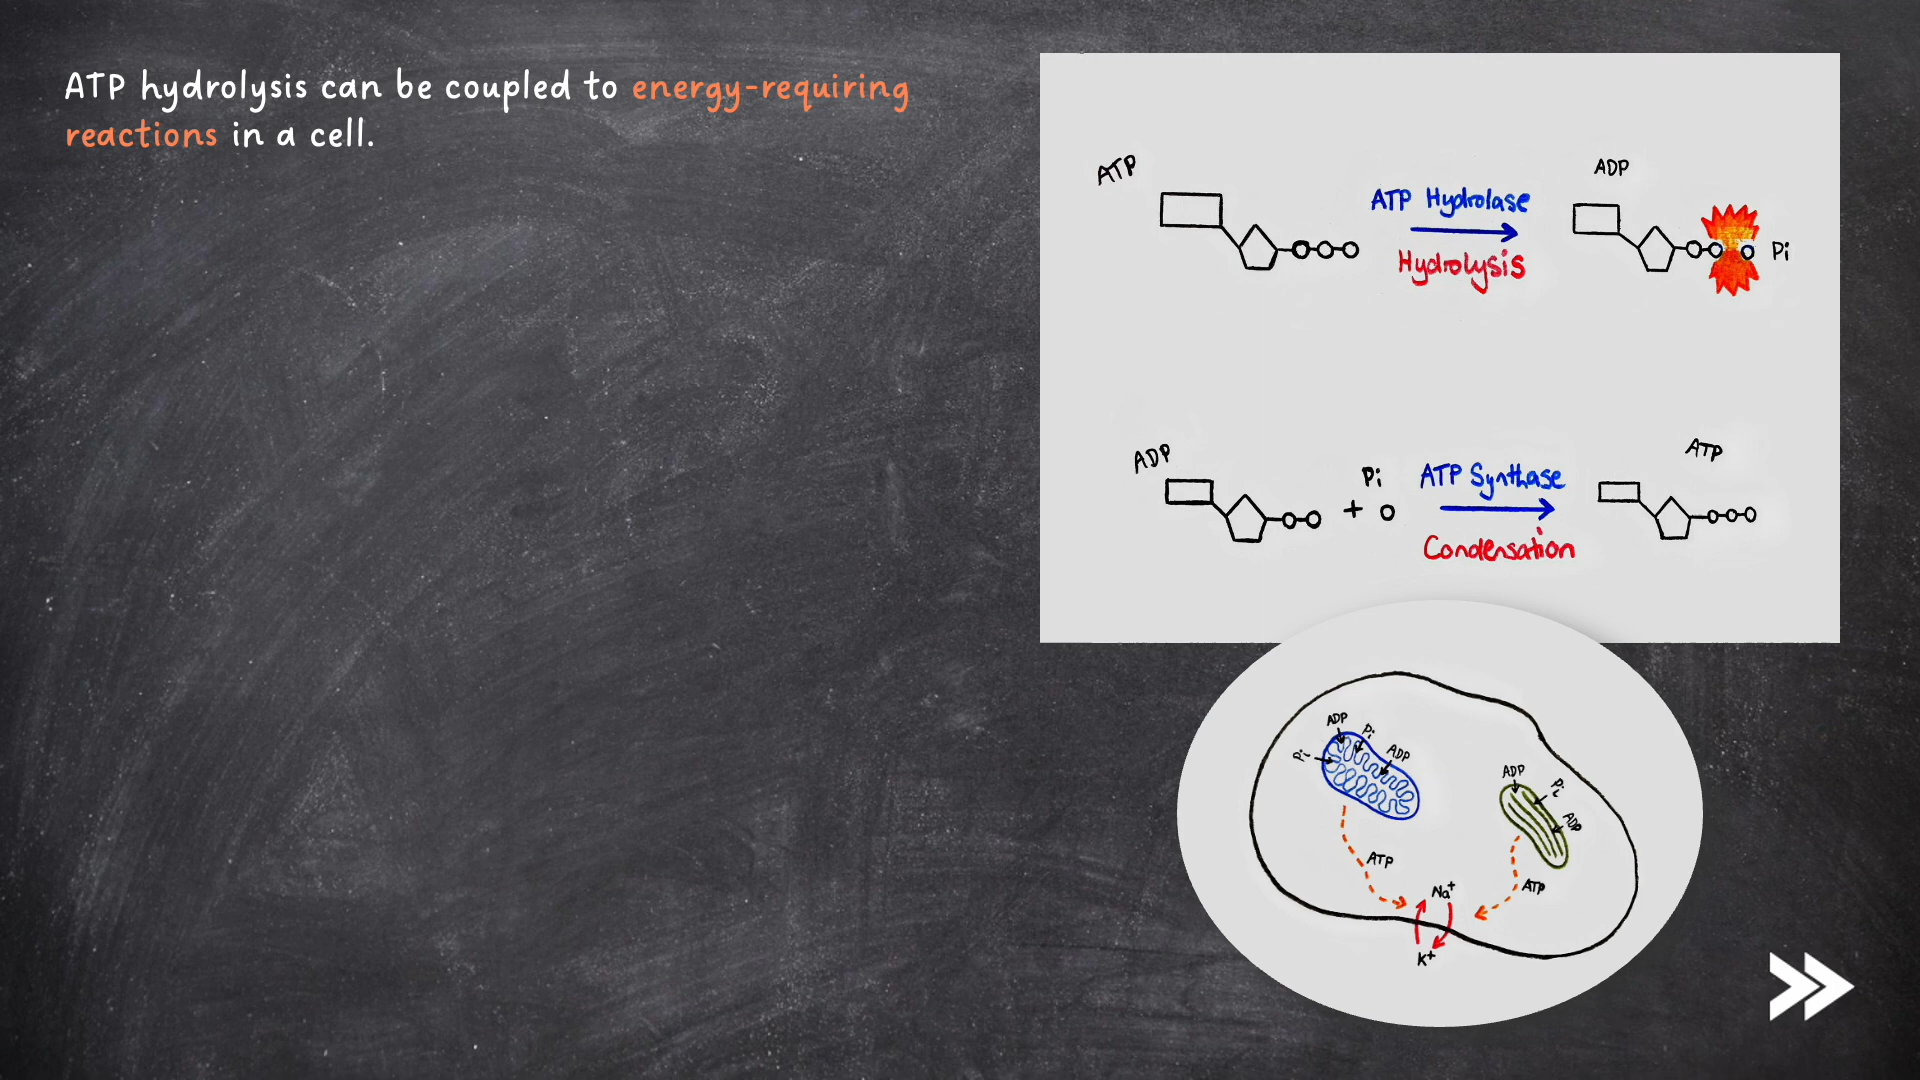 ATP hydrolysis can be coupled to energy-requiring
reactions in a cell.
ATP
ATP Hydrolase
Hydrolysis
ADP
Pi
ADP
Pi
+
ATP Synthase
Condensation
ATP
ADP
Pi
Pi
ADP
ATP
ADP
Pi
ADP
ATP
Na+
K+